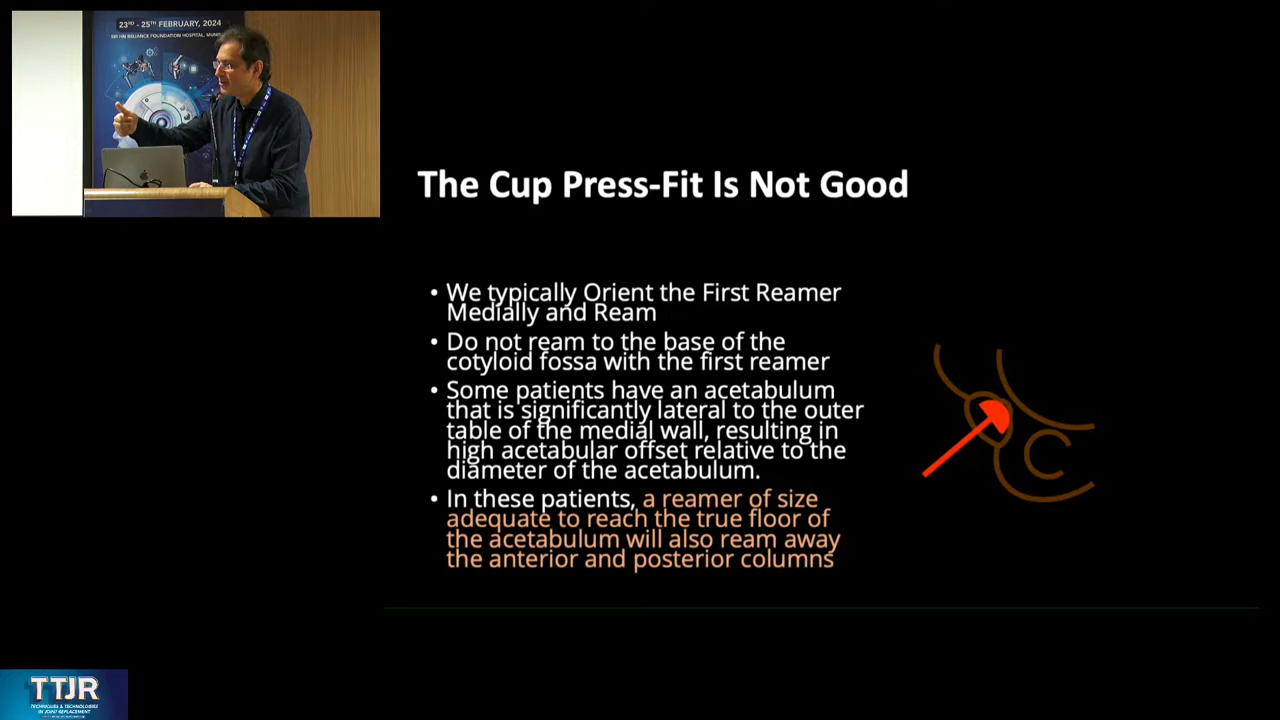 23RD - 25TH FEBRUARY, 2024
SIR HN RELIANCE FOUNDATION HOSPITAL,
The Cup Press-Fit Is Not Good
• We typically Orient the First Reamer
Medially and Ream
• Do not ream to the base of the
cotyloid fossa with the first reamer
• Some patients have an acetabulum
that is significantly lateral to the outer
table of the medial wall, resulting in
high acetabular offset relative to the
diameter of the acetabulum.
• In these patients, a reamer of size
adequate to reach the true floor of
the acetabulum will also ream away
the anterior and posterior columns
TTJR
TECHNIQUES & TECHNOLOGIES
IN JOINT REPLACEMENT